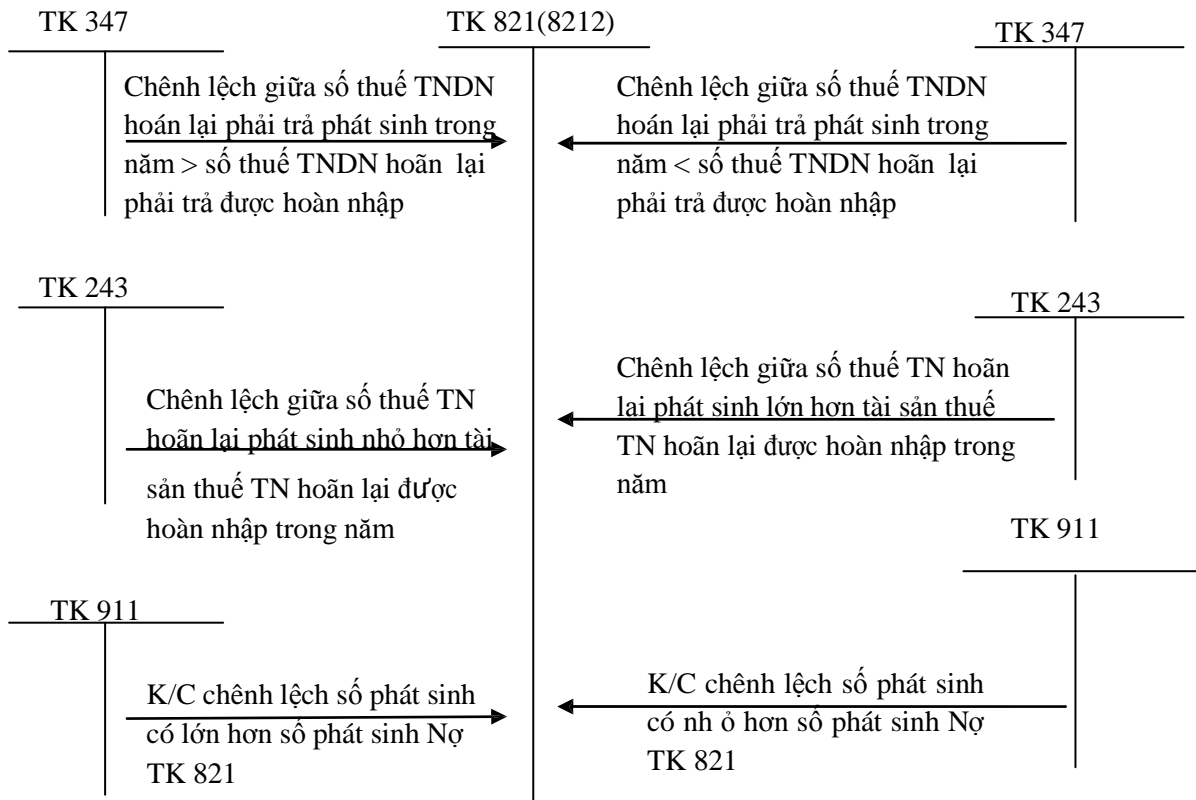 TK 347
TK 821(8212)
TK 347
Chênh lệch giữa số thuế TNDN
hoán lại phải trả phát sinh trong
năm > số thuế TNDN hoãn lại
phải trả được hoàn nhập
Chênh lệch giữa số thuế TNDN
hoán lại phải trả phát sinh trong
năm < số thuế TNDN hoãn lại
phải trả được hoàn nhập
TK 243
TK 243
Chênh lệch giữa số thuế TN
hoãn lại phát sinh nhỏ hơn tài
sản thuế TN hoãn lại được
hoàn nhập trong năm
Chênh lệch giữa số thuế TN hoãn
lại phát sinh lớn hơn tài sản thuế
TN hoãn lại được hoàn nhập trong
năm
TK 911
TK 911
K/C chênh lệch số phát sinh
có lớn hơn số phát sinh Nợ
TK 821
K/C chênh lệch số phát sinh
có nh ỏ hơn số phát sinh Nợ
TK 821